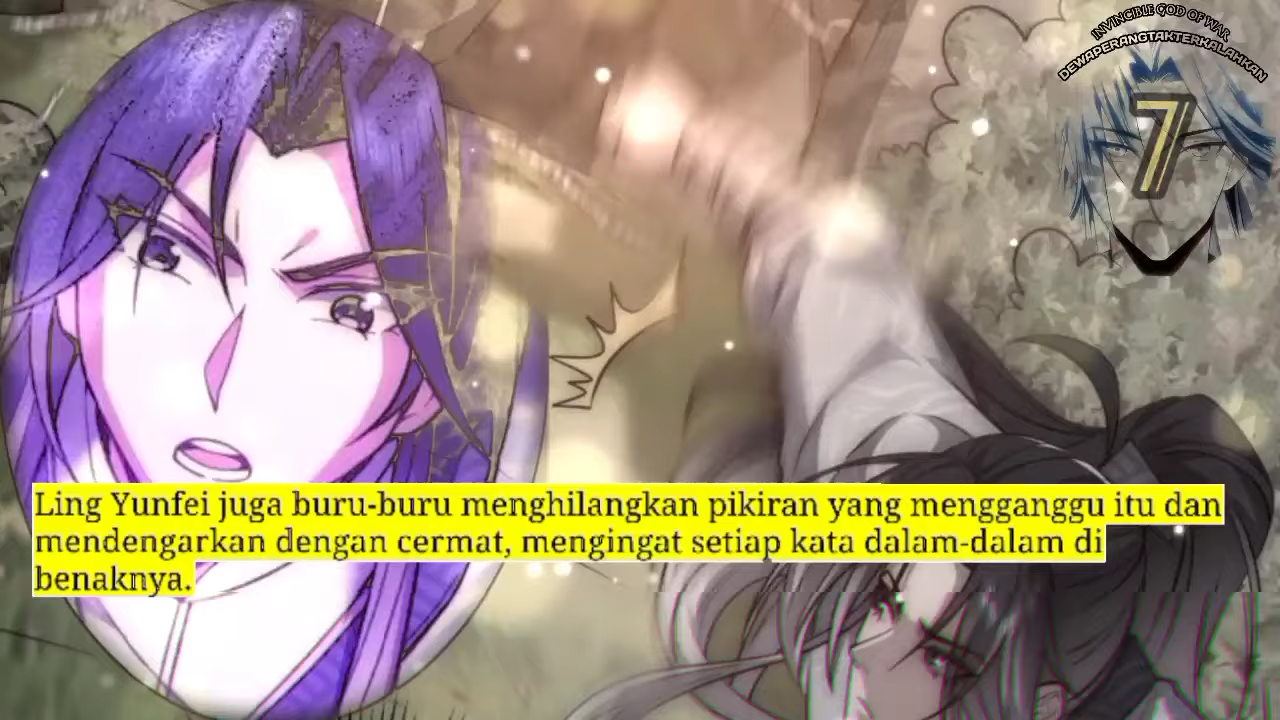 INVINCIBLE GOD OF WAR
DEWAPERANGTAKTERKALAHKAN
7
Ling Yunfei juga buru-buru menghilangkan pikiran yang mengganggu itu dan
mendengarkan dengan cermat, mengingat setiap kata dalam-dalam di
benaknya.